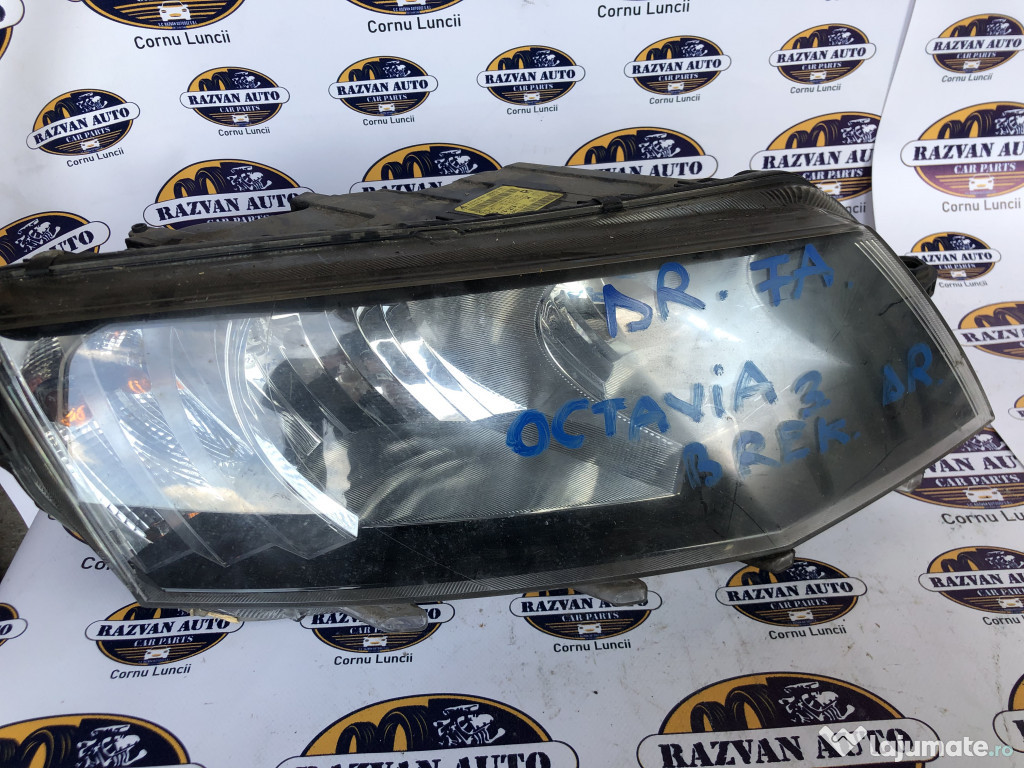 RAZVAN AUTO
CAR PARTS
Cornu Luncii
DR. FA.
OCTAVIA 3
BREK. DR.
lajumate.ro